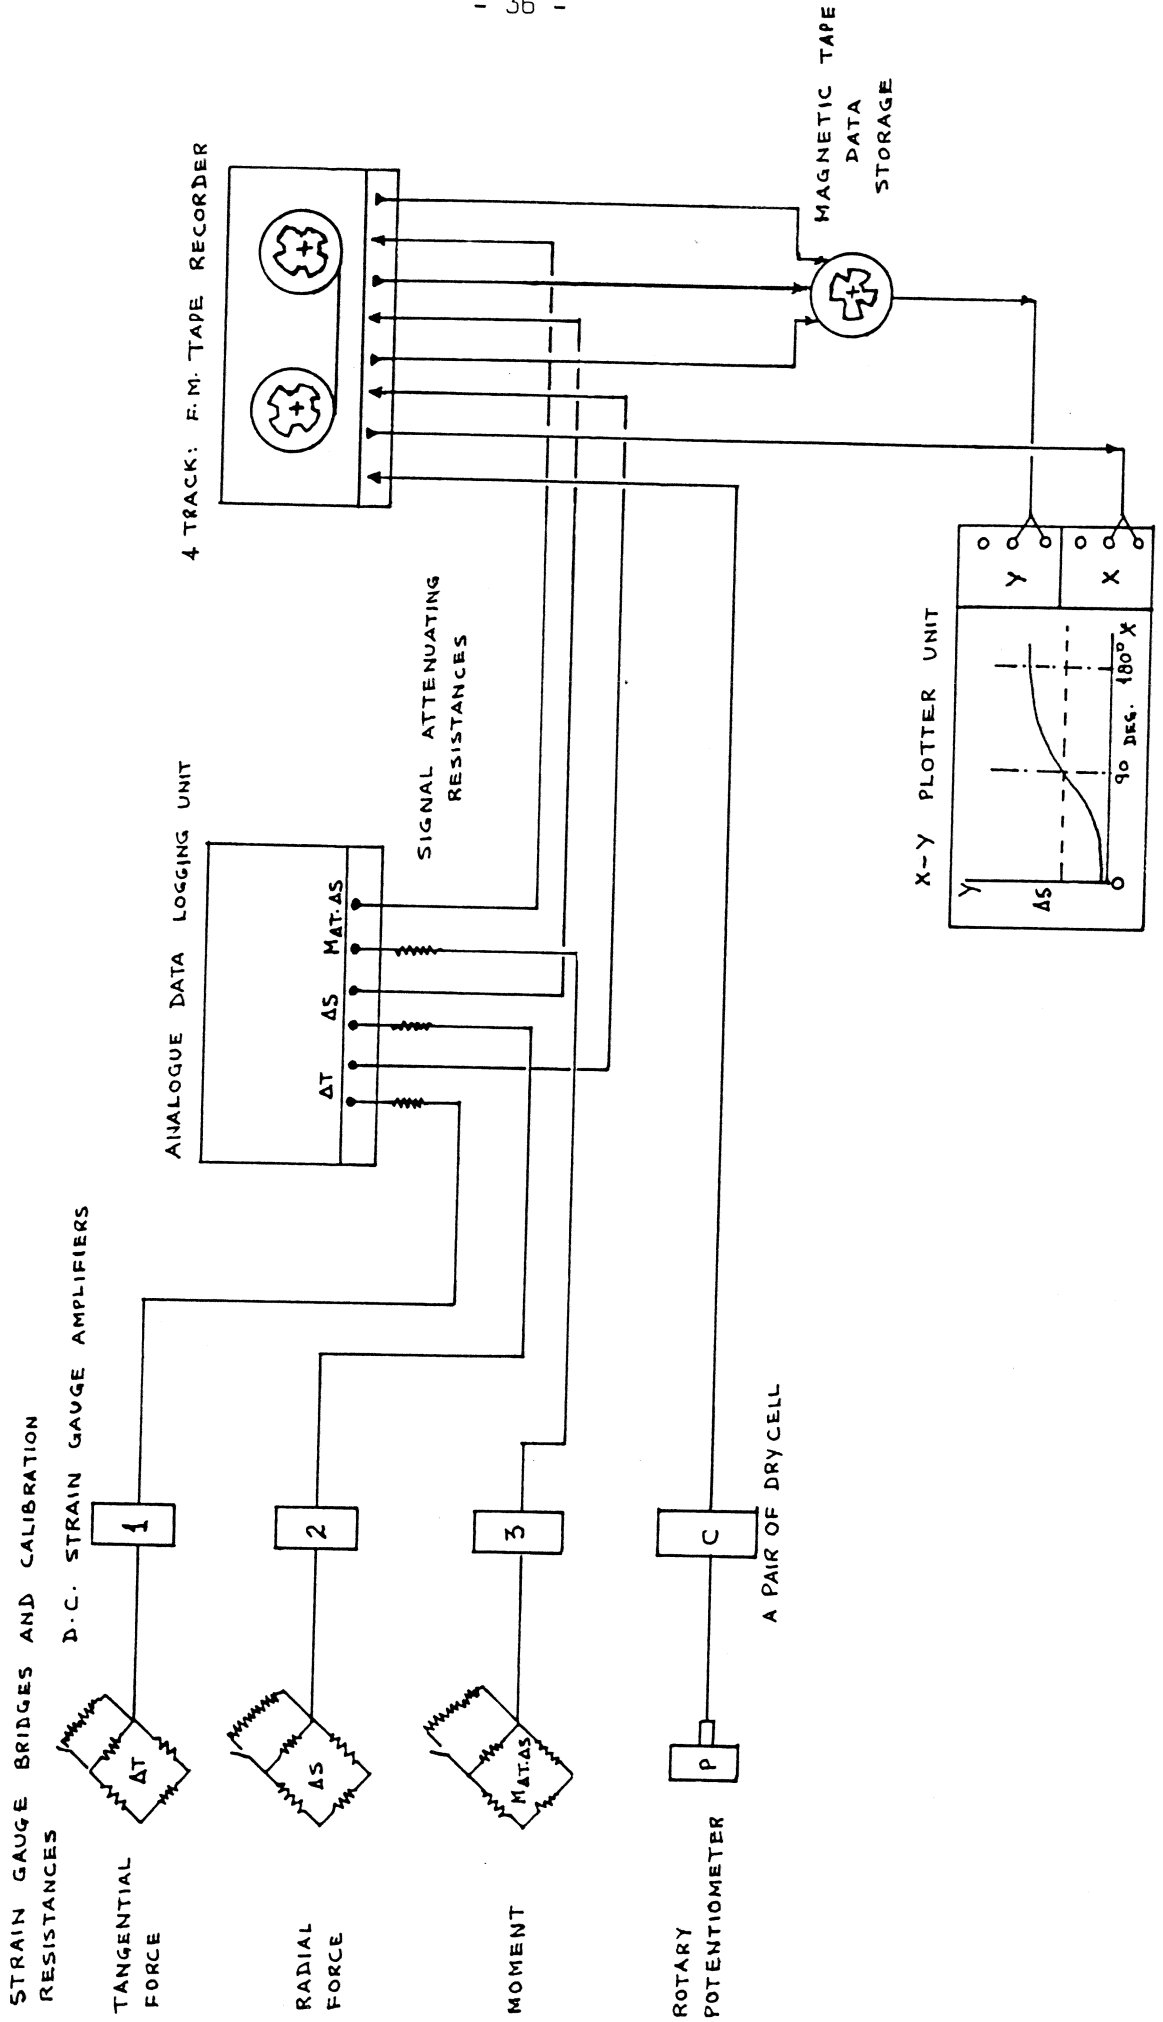 - 36 -
STRAIN GAUGE BRIDGES AND CALIBRATION
RESISTANCES
D.C. STRAIN GAUGE AMPLIFIERS
ANALOGUE DATA LOGGING UNIT
4 TRACK: F.M. TAPE RECORDER
TANGENTIAL
FORCE
ΔT
1
RADIAL
FORCE
ΔS
2
MOMENT
MΔT.ΔS
3
ROTARY
POTENTIOMETER
P
C
A PAIR OF DRY CELL
ΔT
ΔS
MΔT.ΔS
SIGNAL ATTENUATING
RESISTANCES
MAGNETIC TAPE
DATA
STORAGE
X-Y PLOTTER UNIT
Y
ΔS
O
90 DEG. 180° X
Y
X